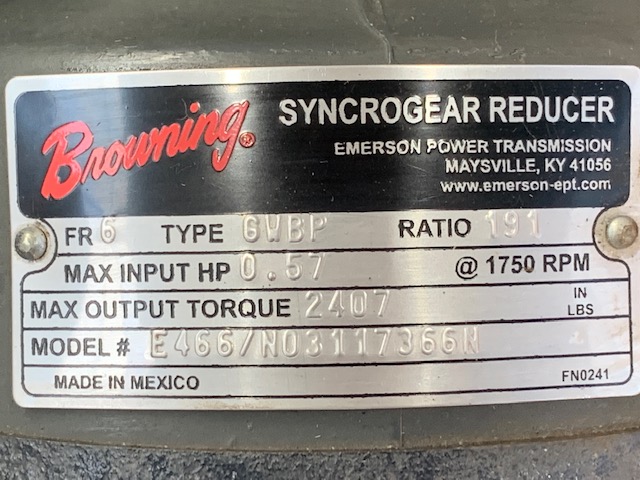 Browning®
SYNCROGEAR REDUCER
EMERSON POWER TRANSMISSION
MAYSVILLE, KY 41056
www.emerson-ept.com
FR 6 TYPE GWBP RATIO 191
MAX INPUT HP 0.57 @ 1750 RPM
MAX OUTPUT TORQUE 2407 IN LBS
MODEL # E466/N03117366N
MADE IN MEXICO FN0241